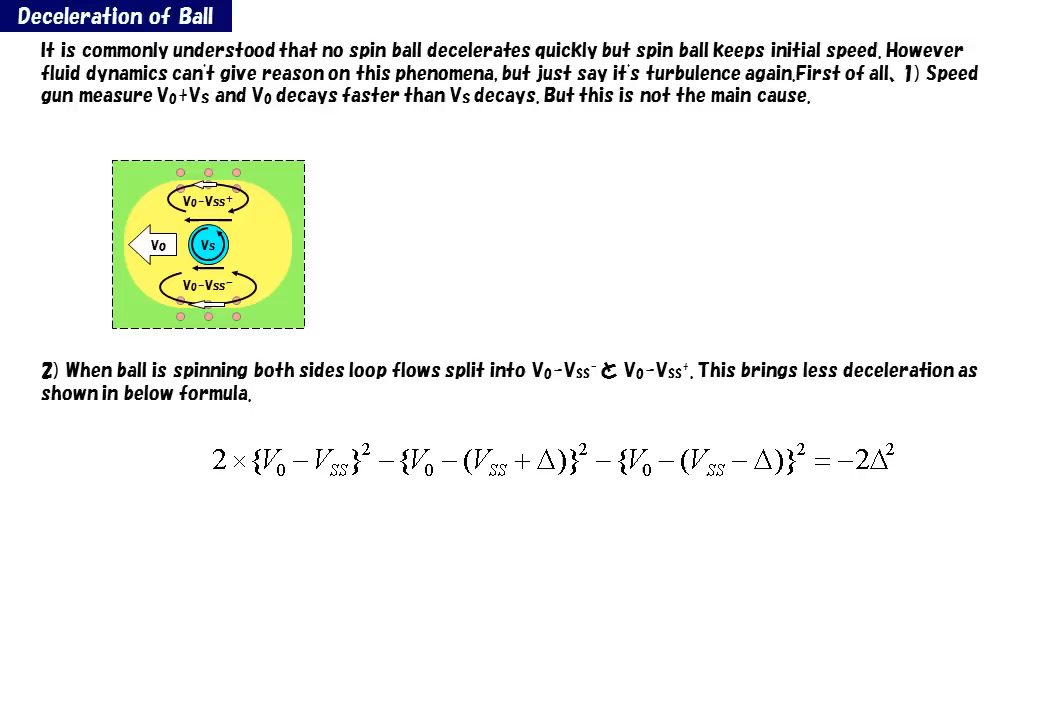 Deceleration of Ball
It is commonly understood that no spin ball decelerates quickly but spin ball keeps initial speed. However
fluid dynamics can't give reason on this phenomena, but just say it's turbulence again.First of all、1) Speed
gun measure V₀+Vs and V₀ decays faster than Vs decays. But this is not the main cause.
V₀-Vss⁺
V₀
Vs
V₀-Vss⁻
2) When ball is spinning both sides loop flows split into V₀-Vss⁻ と V₀-Vss⁺. This brings less deceleration as
shown in below formula.
2×{V₀−V_SS}²−{V₀−(V_SS+Δ)}²−{V₀−(V_SS−Δ)}²=−2Δ²